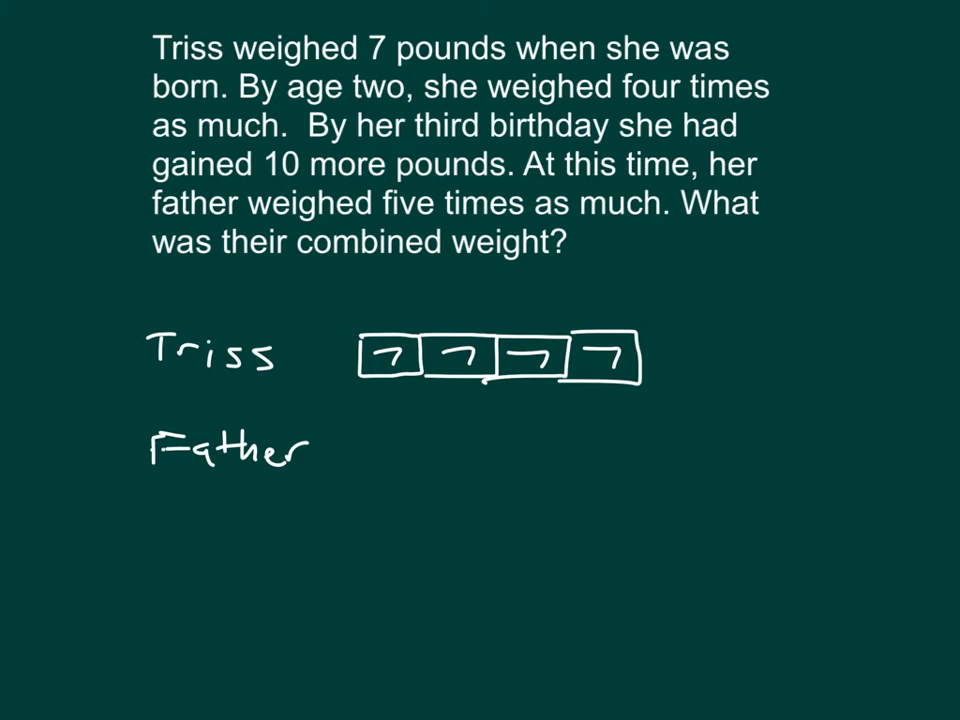 Triss weighed 7 pounds when she was
born. By age two, she weighed four times
as much.  By her third birthday she had
gained 10 more pounds. At this time, her
father weighed five times as much. What
was their combined weight?
Triss 7 7 7 7
Father